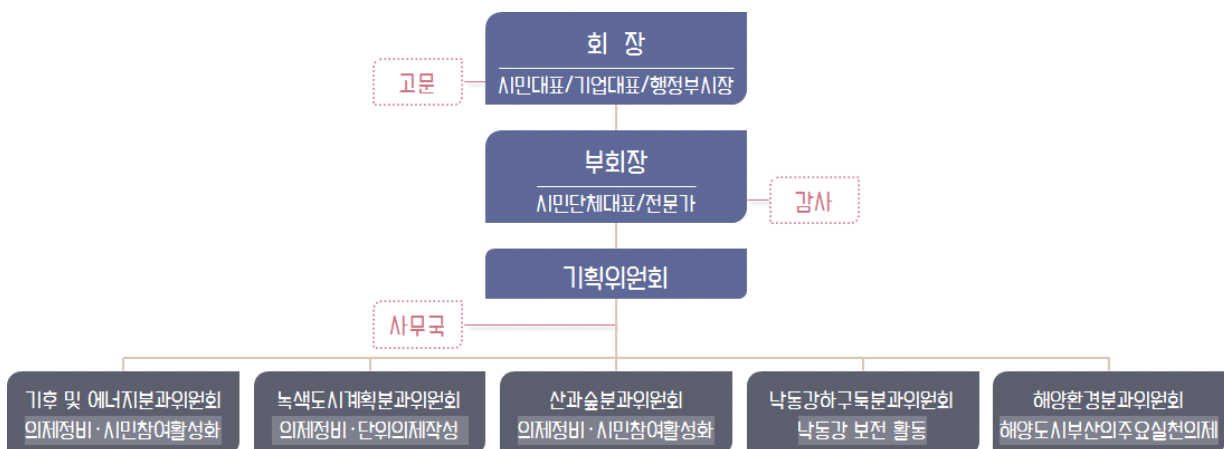 회 장
시민대표/기업대표/행정부시장
고문
부회장
시민단체대표/전문가
감사
기획위원회
사무국
기후 및 에너지분과위원회
의제정비·시민참여활성화
녹색도시계획분과위원회
의제정비·단위의제작성
산과숲분과위원회
의제정비·시민참여활성화
낙동강하구둑분과위원회
낙동강 보전 활동
해양환경분과위원회
해양도시부산의주요실천의제